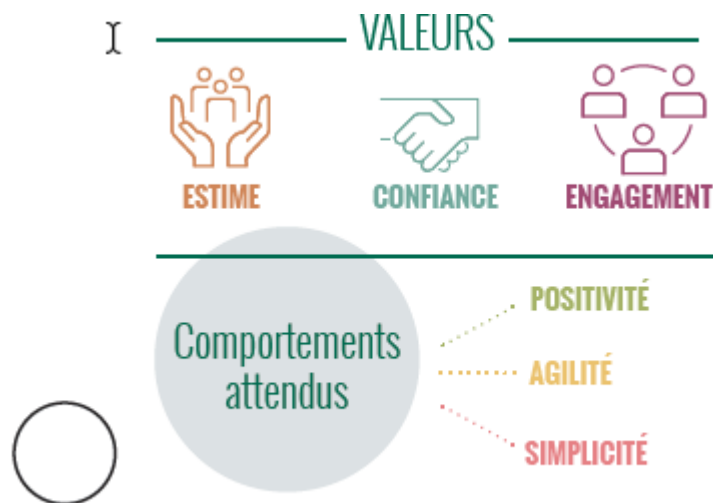 VALEURS
ESTIME
CONFIANCE
ENGAGEMENT
Comportements
attendus
POSITIVITÉ
AGILITÉ
SIMPLICITÉ